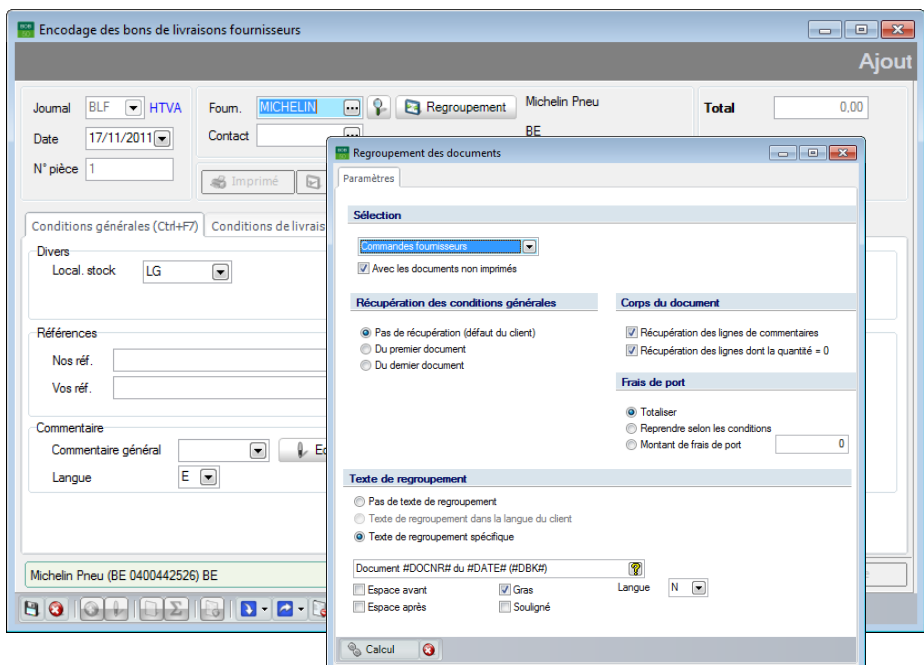 Encodage des bons de livraisons fournisseurs
Ajout
Journal BLF HTVA
Fourn. MICHELIN ... Regroupement
Michelin Pneu
Total 0,00
Date 17/11/2011
Contact ...
BE
N° pièce 1
Imprimé
Conditions générales (Ctrl+F7) Conditions de livrais
Divers
Local. stock LG
Références
Nos réf.
Vos réf.
Commentaire
Commentaire général
Langue E
Michelin Pneu (BE 0400442526) BE
Regroupement des documents
Paramètres
Sélection
Commandes fournisseurs
Avec les documents non imprimés
Récupération des conditions générales
Pas de récupération (défaut du client)
Du premier document
Du dernier document
Corps du document
Récupération des lignes de commentaires
Récupération des lignes dont la quantité = 0
Frais de port
Totaliser
Reprendre selon les conditions
Montant de frais de port 0
Texte de regroupement
Pas de texte de regroupement
Texte de regroupement dans la langue du client
Texte de regroupement spécifique
Document #DOCNR# du #DATE# (#DBK#) ?
Espace avant Gras Langue N
Espace après Souligné
Calcul